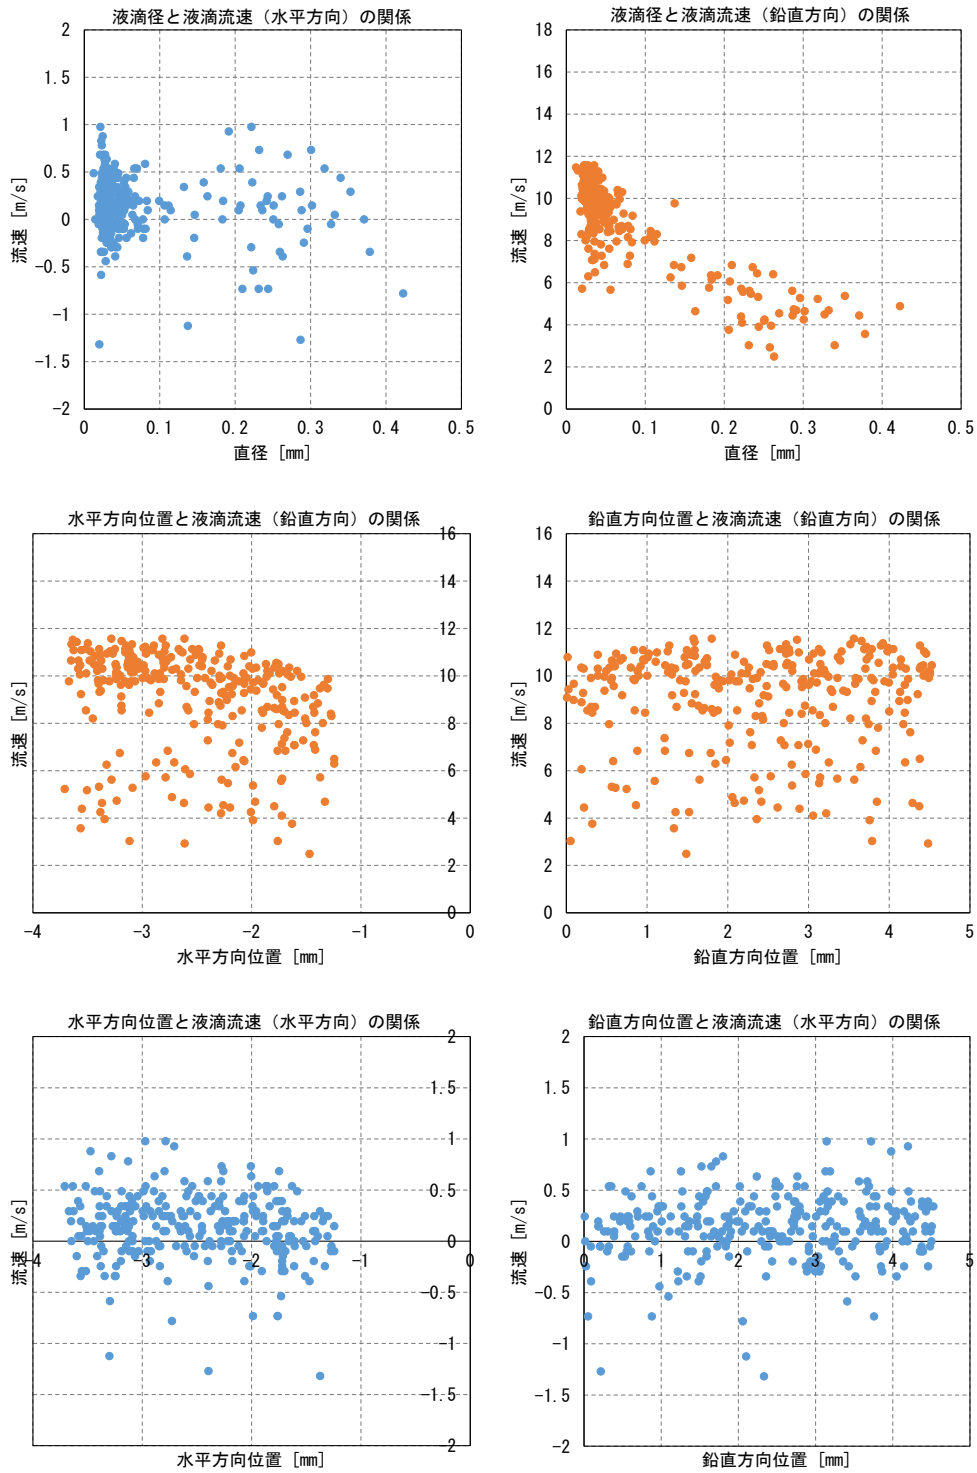 液滴径と液滴流速（水平方向）の関係
2
1.5
1
0.5
0
−0.5
−1
−1.5
−2
流速 [m/s]
0 0.1 0.2 0.3 0.4 0.5
直径 [mm]
液滴径と液滴流速（鉛直方向）の関係
18
16
14
12
10
8
6
4
2
0
流速 [m/s]
0 0.1 0.2 0.3 0.4 0.5
直径 [mm]
水平方向位置と液滴流速（鉛直方向）の関係
16
14
12
10
8
6
4
2
0
流速 [m/s]
−4 −3 −2 −1 0
水平方向位置 [mm]
鉛直方向位置と液滴流速（鉛直方向）の関係
16
14
12
10
8
6
4
2
0
流速 [m/s]
0 1 2 3 4 5
鉛直方向位置 [mm]
水平方向位置と液滴流速（水平方向）の関係
2
1.5
1
0.5
0
−0.5
−1
−1.5
−2
流速 [m/s]
−4 −3 −2 −1 0
水平方向位置 [mm]
鉛直方向位置と液滴流速（水平方向）の関係
2
1.5
1
0.5
0
−0.5
−1
−1.5
−2
流速 [m/s]
0 1 2 3 4 5
鉛直方向位置 [mm]